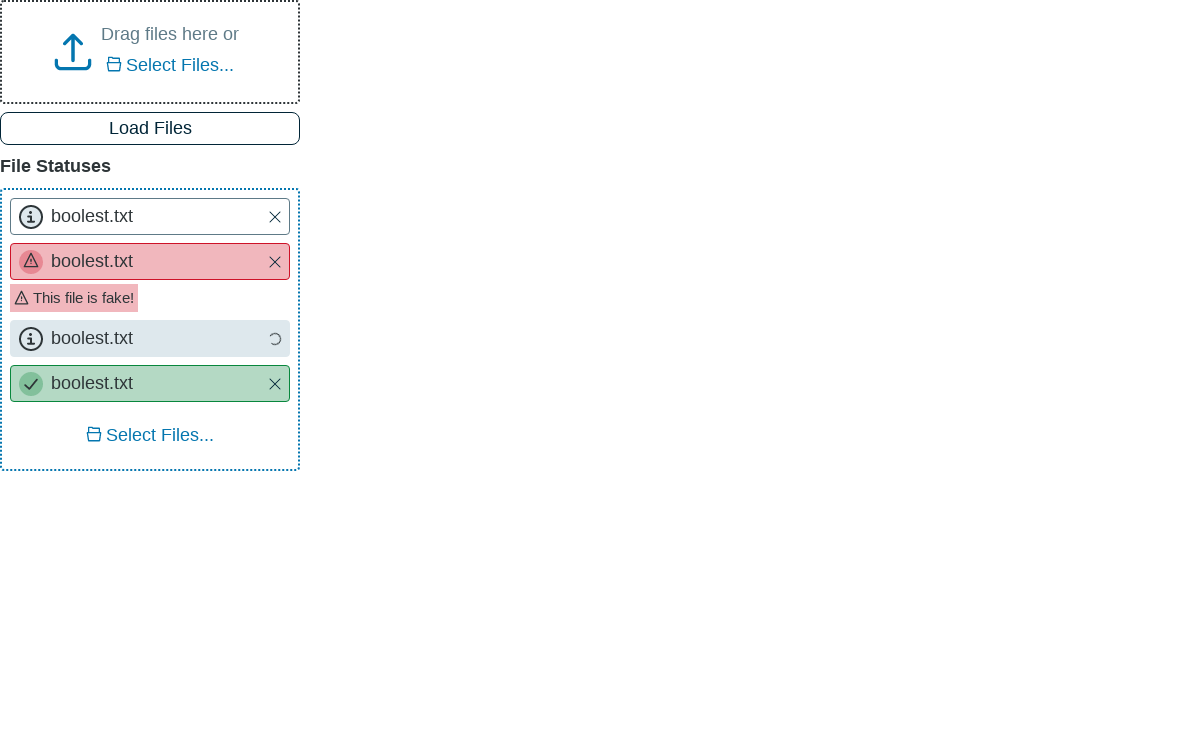 Drag files here or
Select Files...
Load Files
File Statuses
boolest.txt
boolest.txt
This file is fake!
boolest.txt
boolest.txt
Select Files...